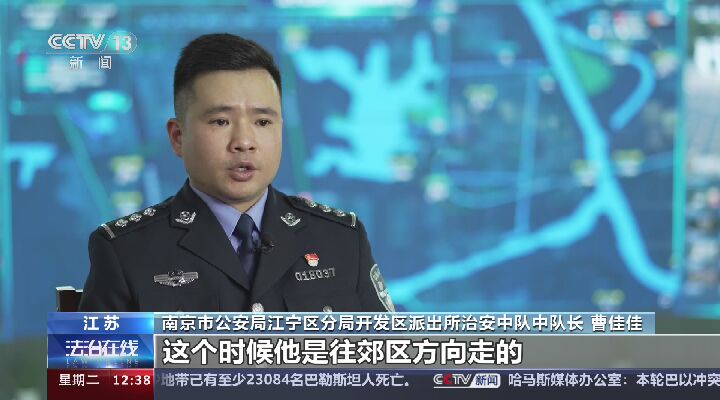 CCTV 13
新闻
018037
江苏
南京市公安局江宁区分局开发区派出所治安中队中队长 曹佳佳
法治在线
这个时候他是往郊区方向走的
星期二 12:38 地带已有至少23084名巴勒斯坦人死亡。 CCTV 新闻 哈马斯媒体办公室：本轮巴以冲突